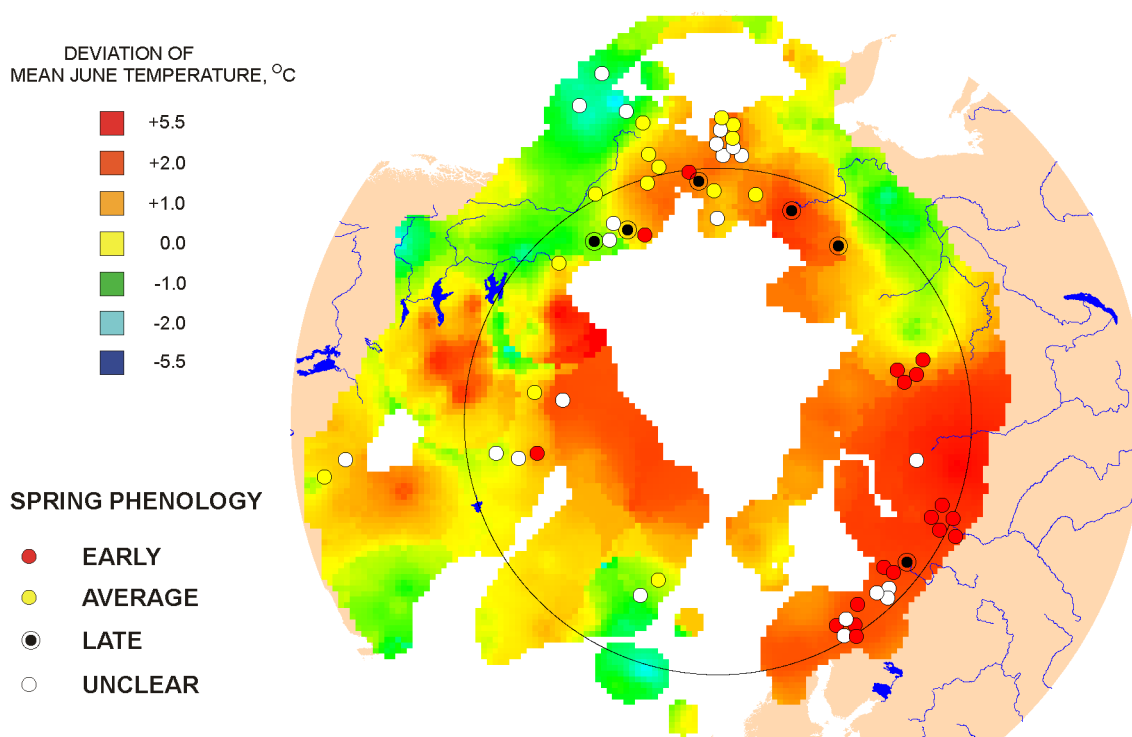 DEVIATION OF
MEAN JUNE TEMPERATURE, °C
+5.5
+2.0
+1.0
0.0
-1.0
-2.0
-5.5
SPRING PHENOLOGY
EARLY
AVERAGE
LATE
UNCLEAR